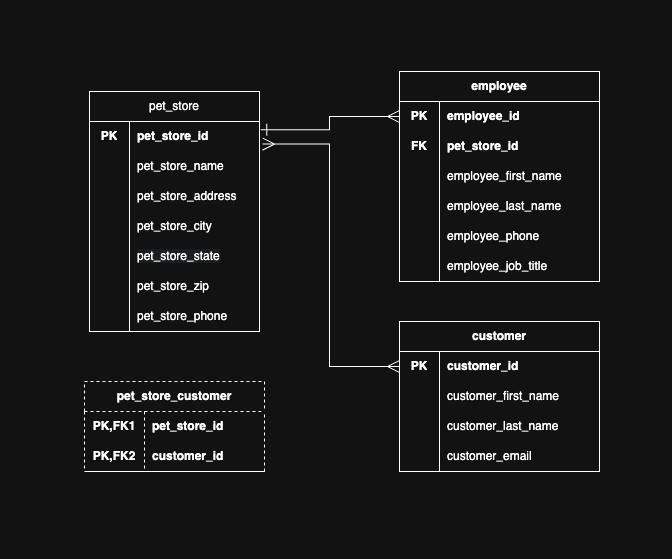 pet_store
PK pet_store_id
pet_store_name
pet_store_address
pet_store_city
pet_store_state
pet_store_zip
pet_store_phone
employee
PK employee_id
FK pet_store_id
employee_first_name
employee_last_name
employee_phone
employee_job_title
customer
PK customer_id
customer_first_name
customer_last_name
customer_email
pet_store_customer
PK,FK1 pet_store_id
PK,FK2 customer_id